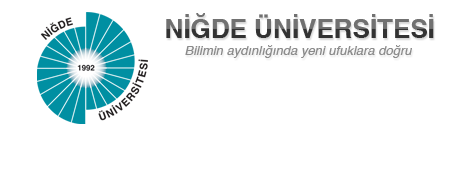 NİĞDE
1992
ÜNİVERSİTESİ
NİĞDE ÜNİVERSİTESİ
Bilimin aydınlığında yeni ufuklara doğru